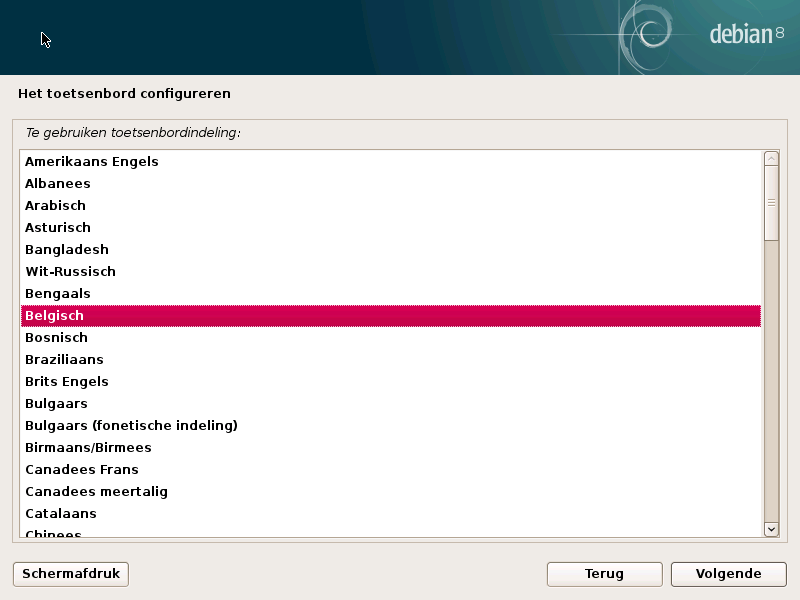 debian 8
Het toetsenbord configureren
Te gebruiken toetsenbordindeling:
Amerikaans Engels
Albanees
Arabisch
Asturisch
Bangladesh
Wit-Russisch
Bengaals
Belgisch
Bosnisch
Braziliaans
Brits Engels
Bulgaars
Bulgaars (fonetische indeling)
Birmaans/Birmees
Canadees Frans
Canadees meertalig
Catalaans
Chinees
Schermafdruk
Terug
Volgende